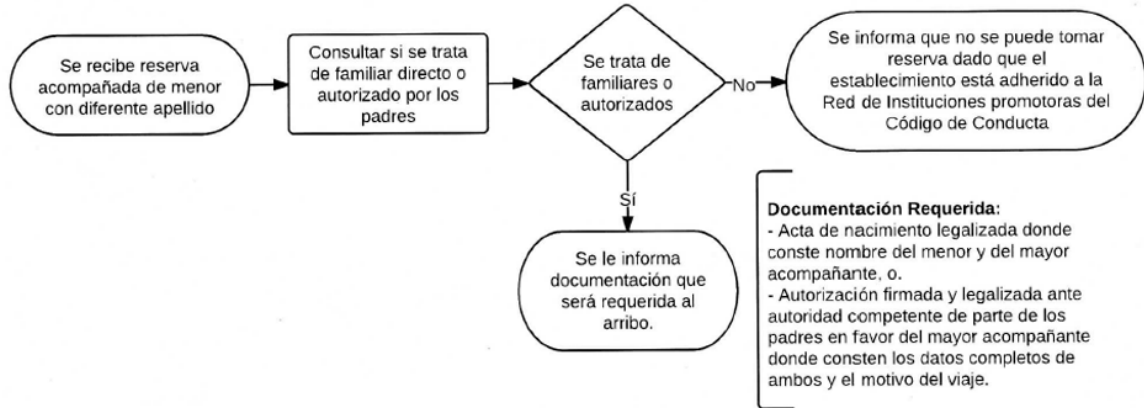 Se recibe reserva
acompañada de menor
con diferente apellido
Consultar si se trata
de familiar directo o
autorizado por los
padres
Se trata de
familiares o
autorizados
No
Se informa que no se puede tomar
reserva dado que el
establecimiento está adherido a la
Red de Instituciones promotoras del
Código de Conducta
Sí
Se le informa
documentación que
será requerida al
arribo.
Documentación Requerida:
- Acta de nacimiento legalizada donde
conste nombre del menor y del mayor
acompañante, o.
- Autorización firmada y legalizada ante
autoridad competente de parte de los
padres en favor del mayor acompañante
donde consten los datos completos de
ambos y el motivo del viaje.